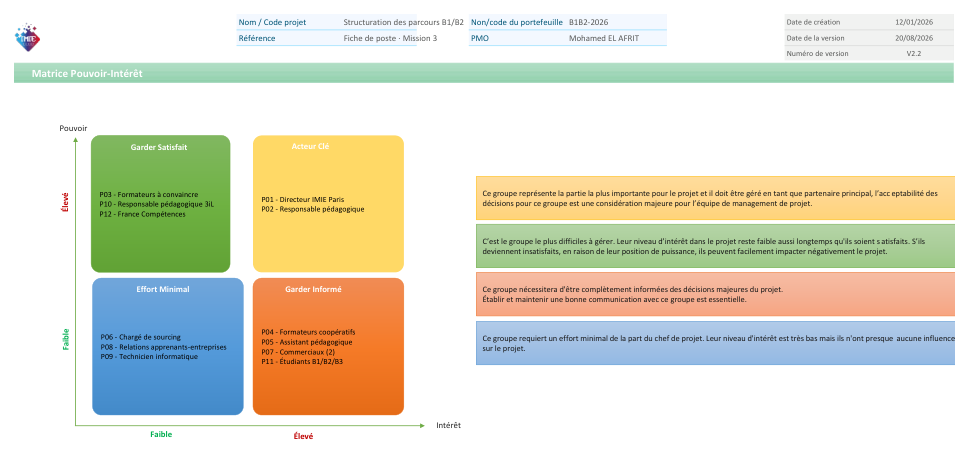 IMIE
PARIS
Nom / Code projet Structuration des parcours B1/B2 Non/code du portefeuille B1B2-2026
Référence Fiche de poste · Mission 3 PMO Mohamed EL AFRIT
Date de création 12/01/2026
Date de la version 20/08/2026
Numéro de version V2.2
Matrice Pouvoir-Intérêt
Pouvoir
Élevé
Faible
Garder Satisfait
P03 - Formateurs à convaincre
P10 - Responsable pédagogique 3iL
P12 - France Compétences
Acteur Clé
P01 - Directeur IMIE Paris
P02 - Responsable pédagogique
Effort Minimal
P06 - Chargé de sourcing
P08 - Relations apprenants-entreprises
P09 - Technicien informatique
Garder Informé
P04 - Formateurs coopératifs
P05 - Assistant pédagogique
P07 - Commerciaux (2)
P11 - Étudiants B1/B2/B3
Faible
Élevé
Intérêt
Ce groupe représente la partie la plus importante pour le projet et il doit être géré en tant que partenaire principal, l'acc eptabilité des
décisions pour ce groupe est une considération majeure pour l'équipe de management de projet.
C'est le groupe le plus difficiles à gérer. Leur niveau d'intérêt dans le projet reste faible aussi longtemps qu'ils soient s atisfaits. S'ils
deviennent insatisfaits, en raison de leur position de puissance, ils peuvent facilement impacter négativement le projet.
Ce groupe nécessitera d'être complètement informées des décisions majeures du projet.
Établir et maintenir une bonne communication avec ce groupe est essentielle.
Ce groupe requiert un effort minimal de la part du chef de projet. Leur niveau d'intérêt est très bas mais ils n'ont presque aucune influence
sur le projet.